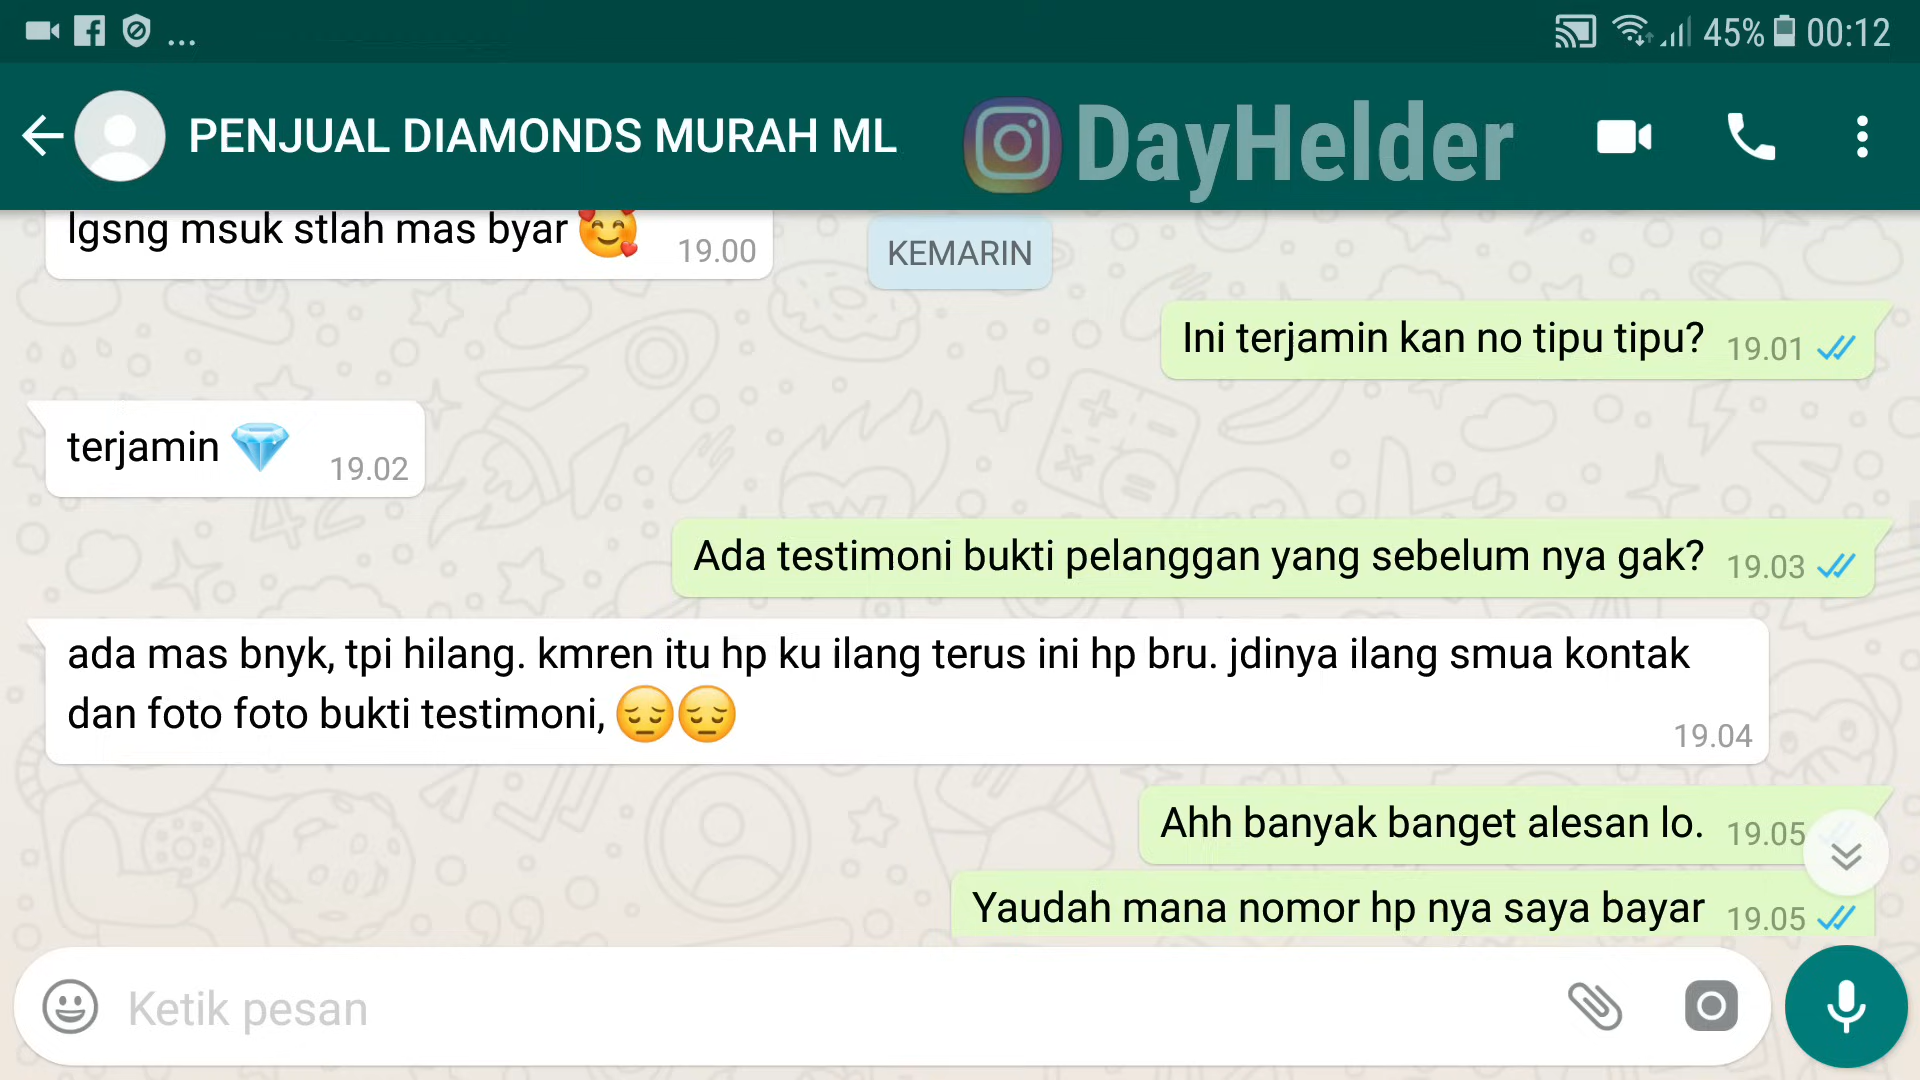 45% 00:12
PENJUAL DIAMONDS MURAH ML
DayHelder
lgsng msuk stlah mas byar 19.00
KEMARIN
Ini terjamin kan no tipu tipu? 19.01
terjamin 19.02
Ada testimoni bukti pelanggan yang sebelum nya gak? 19.03
ada mas bnyk, tpi hilang. kmren itu hp ku ilang terus ini hp bru. jdinya ilang smua kontak
dan foto foto bukti testimoni,
19.04
Ahh banyak banget alesan lo. 19.05
Yaudah mana nomor hp nya saya bayar 19.05
Ketik pesan